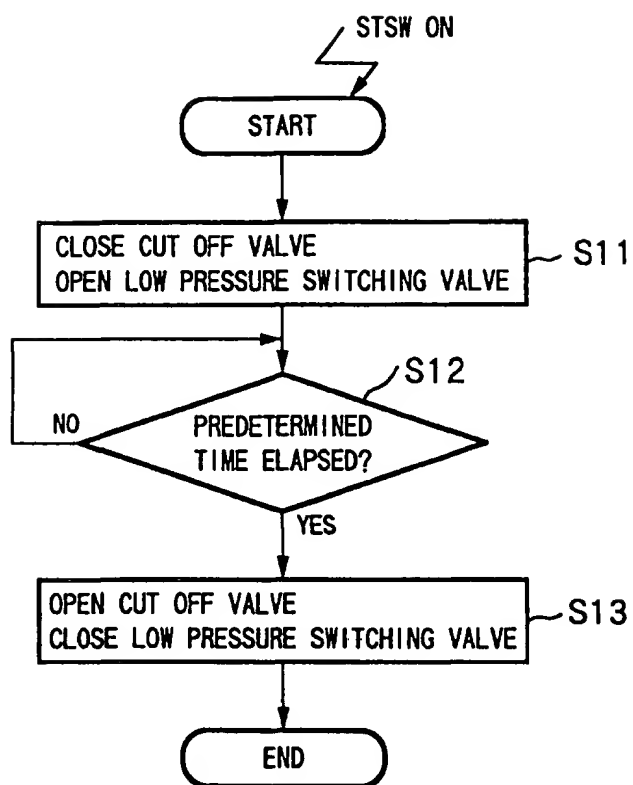 STSW ON
START
CLOSE CUT OFF VALVE
OPEN LOW PRESSURE SWITCHING VALVE
S11
S12
NO
PREDETERMINED
TIME ELAPSED?
YES
OPEN CUT OFF VALVE
CLOSE LOW PRESSURE SWITCHING VALVE
S13
END